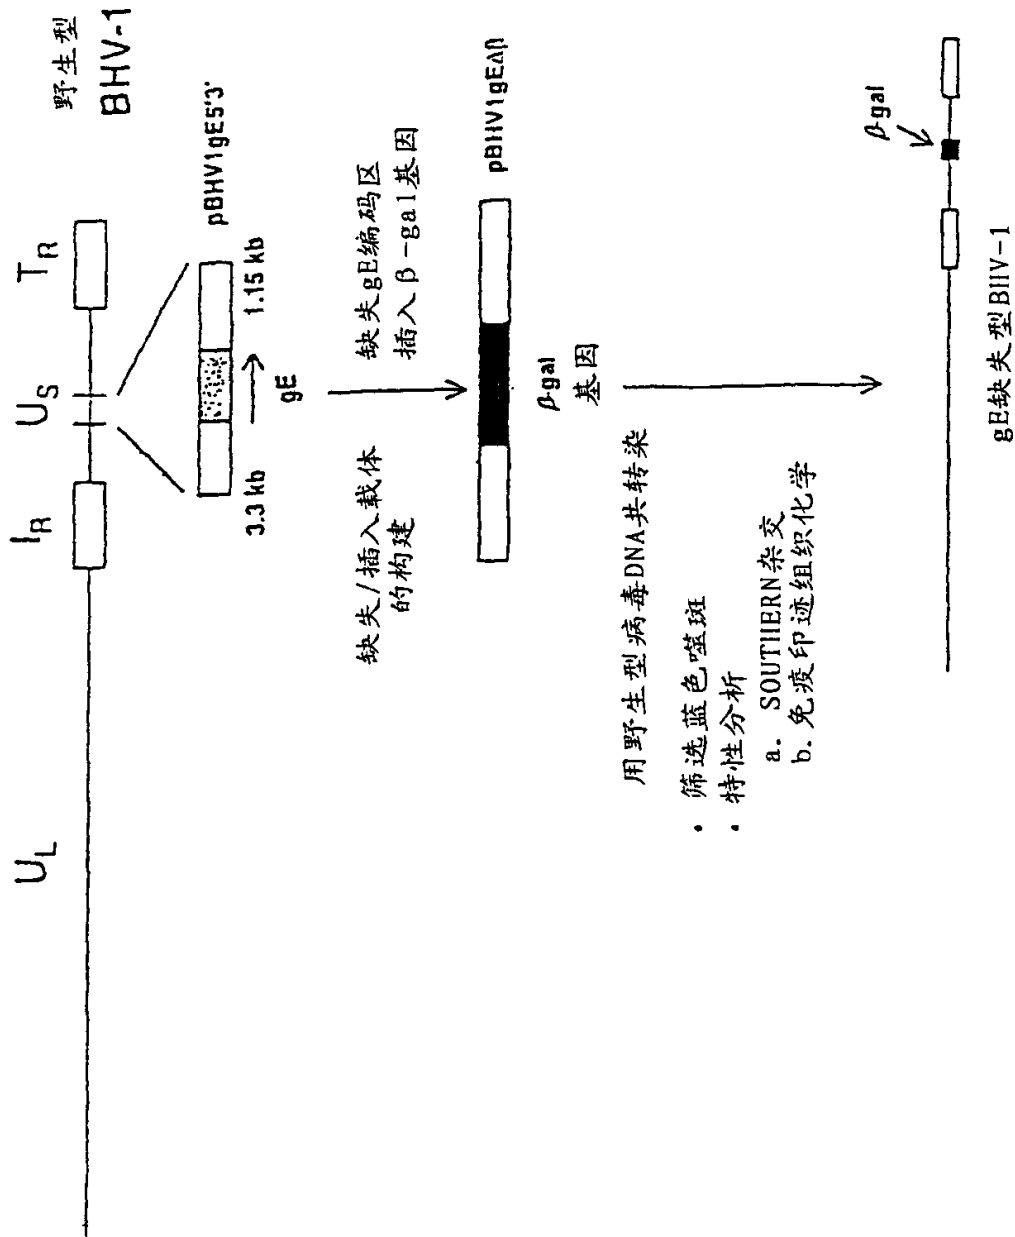 野生型
BHV-1
UL
IR
US
TR
pBHV1gE5'3'
3.3 kb
1.15 kb
gE
缺失/插入载体
的构建
缺失gE编码区
插入β-gal基因
pBHV1gEΔβ
β-gal
基因
用野生型病毒DNA共转染
• 筛选蓝色噬斑
• 特性分析
a. SOUTHERN杂交
b. 免疫印迹组织化学
β-gal
gE缺失型BHV-1